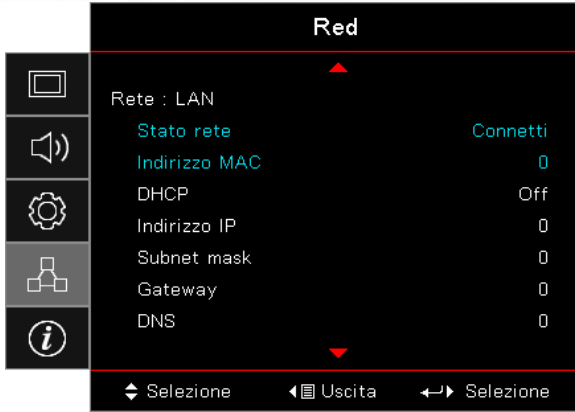 Red
Rete : LAN
Stato rete Connetti
Indirizzo MAC 0
DHCP Off
Indirizzo IP 0
Subnet mask 0
Gateway 0
DNS 0
Selezione Uscita Selezione